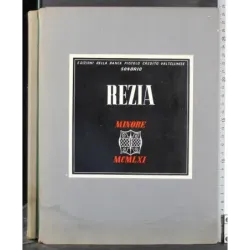 EDIZIONI DELLA BANCA PICCOLO CREDITO VALTELLINESE
SONDRIO
REZIA
MINORE
MCMLXI